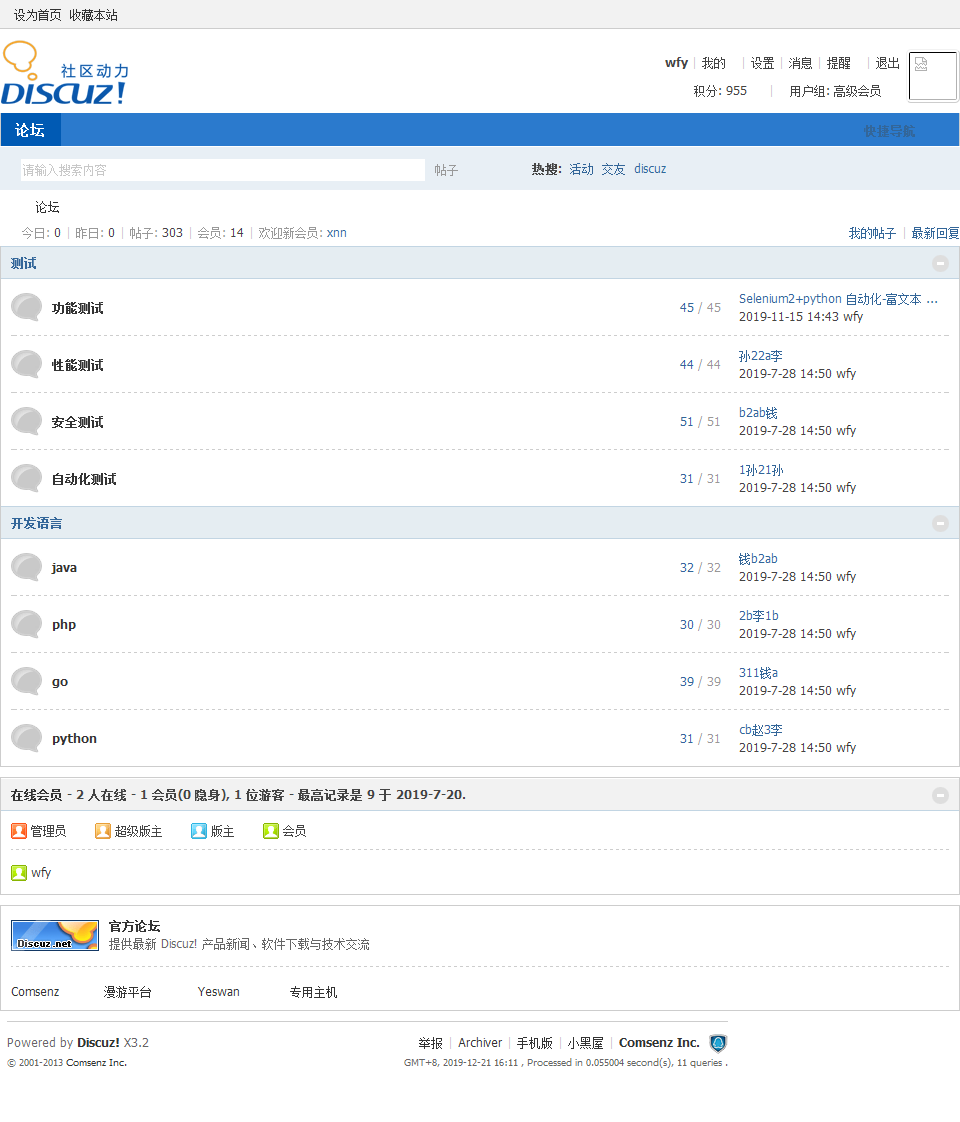 设为首页 收藏本站
社区动力
DISCUZ!
wfy 我的 设置 消息 提醒 退出
积分: 955 用户组: 高级会员
论坛 快捷导航
请输入搜索内容 帖子 热搜: 活动 交友 discuz
论坛
今日: 0 昨日: 0 帖子: 303 会员: 14 欢迎新会员: xnn 我的帖子 最新回复
测试
功能测试 45 / 45 Selenium2+python 自动化-富文本 ...
2019-11-15 14:43 wfy
性能测试 44 / 44 孙22a李
2019-7-28 14:50 wfy
安全测试 51 / 51 b2ab钱
2019-7-28 14:50 wfy
自动化测试 31 / 31 1孙21孙
2019-7-28 14:50 wfy
开发语言
java 32 / 32 钱b2ab
2019-7-28 14:50 wfy
php 30 / 30 2b李1b
2019-7-28 14:50 wfy
go 39 / 39 311钱a
2019-7-28 14:50 wfy
python 31 / 31 cb赵3李
2019-7-28 14:50 wfy
在线会员 - 2 人在线 - 1 会员(0 隐身), 1 位游客 - 最高记录是 9 于 2019-7-20.
管理员 超级版主 版主 会员
wfy
Discuz.net 官方论坛
提供最新 Discuz! 产品新闻、软件下载与技术交流
Comsenz 漫游平台 Yeswan 专用主机
Powered by Discuz! X3.2 举报 Archiver 手机版 小黑屋 Comsenz Inc.
© 2001-2013 Comsenz Inc. GMT+8, 2019-12-21 16:11 , Processed in 0.055004 second(s), 11 queries .